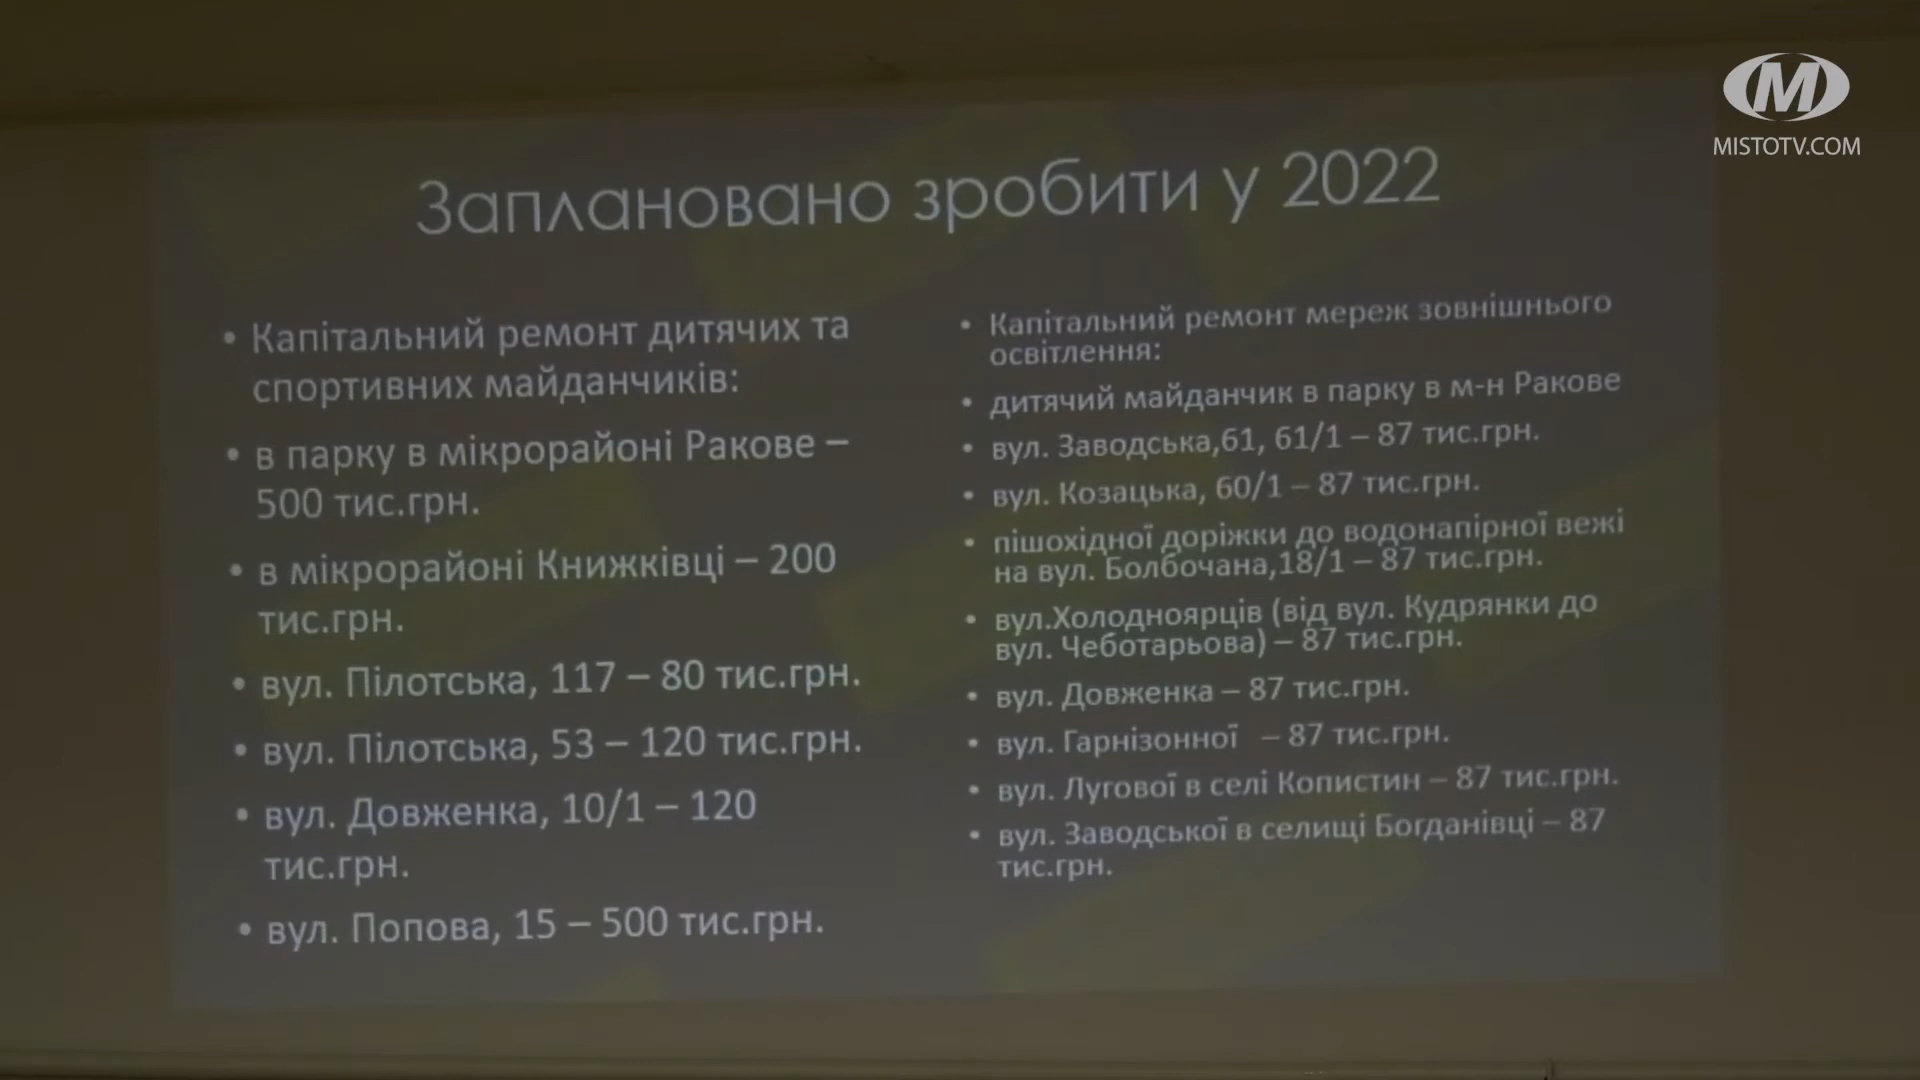 MISTOTV.COM
Заплановано зробити у 2022
• Капітальний ремонт дитячих та
спортивних майданчиків:
• в парку в мікрорайоні Ракове –
500 тис.грн.
• в мікрорайоні Книжківці – 200
тис.грн.
• вул. Пілотська, 117 – 80 тис.грн.
• вул. Пілотська, 53 – 120 тис.грн.
• вул. Довженка, 10/1 – 120
тис.грн.
• вул. Попова, 15 – 500 тис.грн.
• Капітальний ремонт мереж зовнішнього
освітлення:
• дитячий майданчик в парку в м-н Ракове
• вул. Заводська,61, 61/1 – 87 тис.грн.
• вул. Козацька, 60/1 – 87 тис.грн.
• пішохідної доріжки до водонапірної вежі
на вул. Болбочана,18/1 – 87 тис.грн.
• вул.Холодноярців (від вул. Кудрянки до
вул. Чеботарьова) – 87 тис.грн.
• вул. Довженка – 87 тис.грн.
• вул. Гарнізонної – 87 тис.грн.
• вул. Лугової в селі Копистин – 87 тис.грн.
• вул. Заводської в селищі Богданівці – 87
тис.грн.